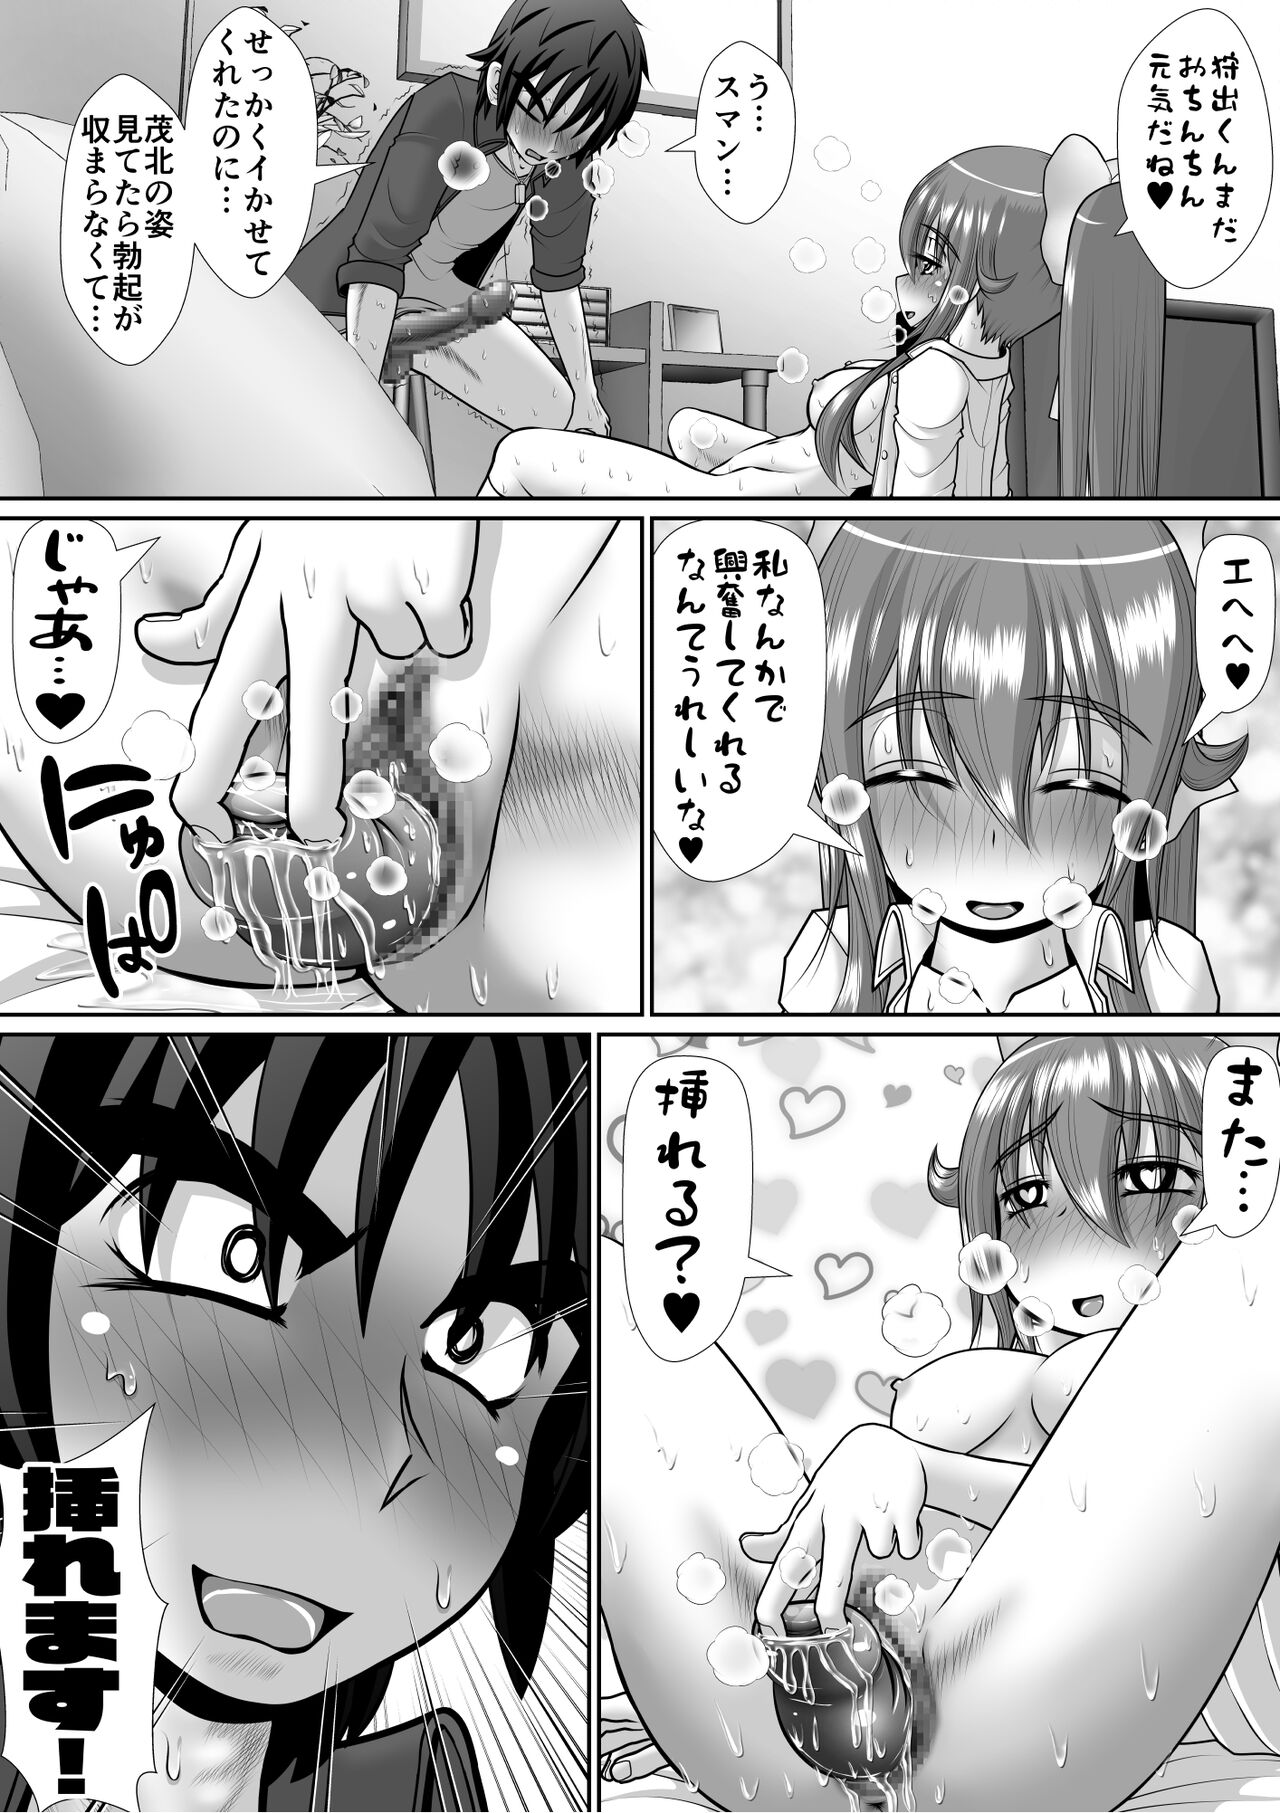 狩出くんまだ
おちんちん
元気だね♥
う…
スマン…
せっかくイかせて
くれたのに…
茂北の姿
見てたら勃起が
収まらなくて…
エヘヘ♥
私なんかで
興奮してくれる
なんてうれしいな
♥
じゃあ…♥
にゅぱ
また…
挿れる？♥
挿れます！